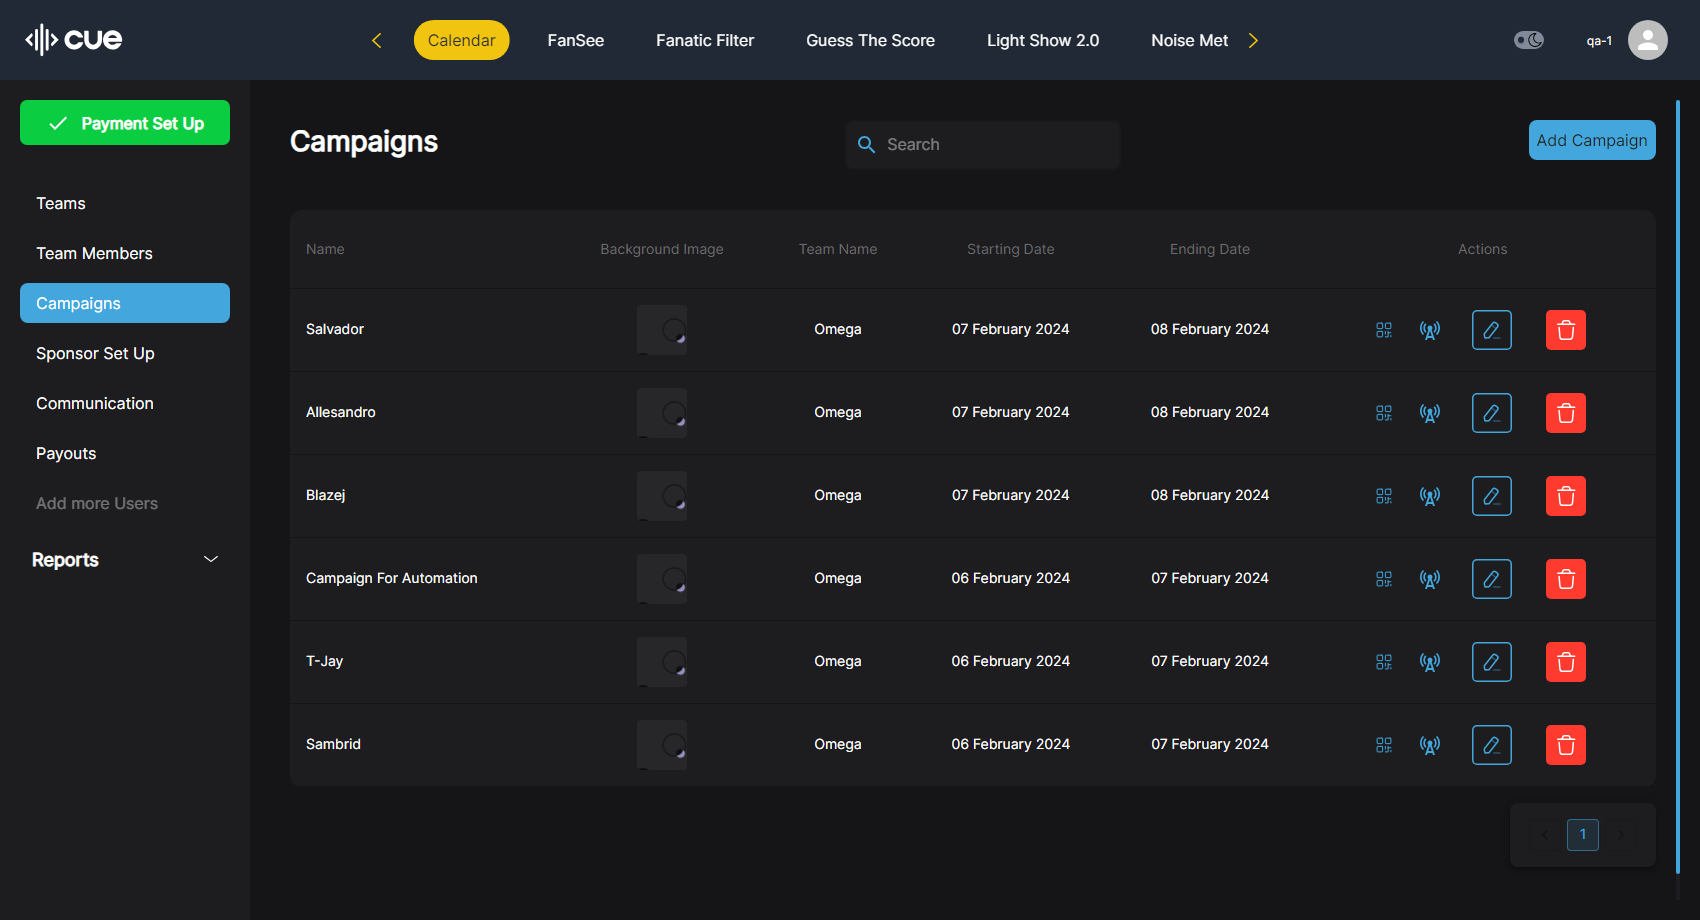 cue
Calendar FanSee Fanatic Filter Guess The Score Light Show 2.0 Noise Met
qa-1
Payment Set Up
Teams
Team Members
Campaigns
Sponsor Set Up
Communication
Payouts
Add more Users
Reports
Campaigns
Search
Add Campaign
Name Background Image Team Name Starting Date Ending Date Actions
Salvador Omega 07 February 2024 08 February 2024
Allesandro Omega 07 February 2024 08 February 2024
Blazej Omega 07 February 2024 08 February 2024
Campaign For Automation Omega 06 February 2024 07 February 2024
T-Jay Omega 06 February 2024 07 February 2024
Sambrid Omega 06 February 2024 07 February 2024
1